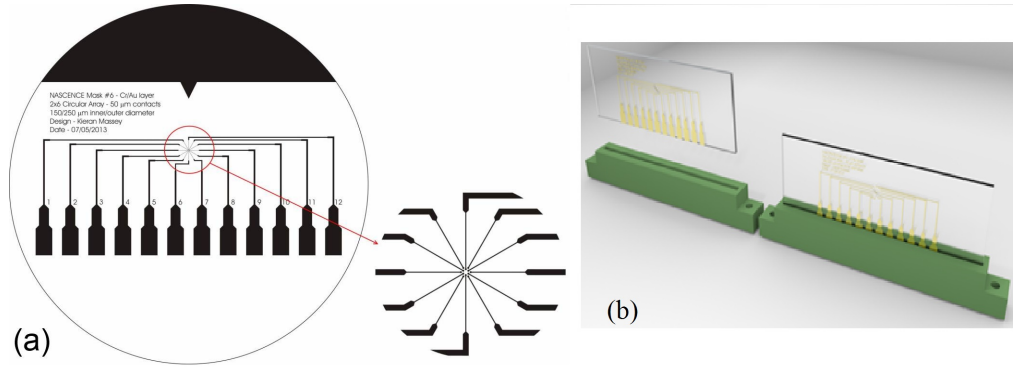 NASCENCE Mask #6 - Cr/Au layer
2x6 Circular Array - 50 µm contacts
150/250 µm inner/outer diameter
Design - Kieran Massey
Date - 07/05/2013
1 2 3 4 5 6 7 8 9 10 11 12
(a)
(b)